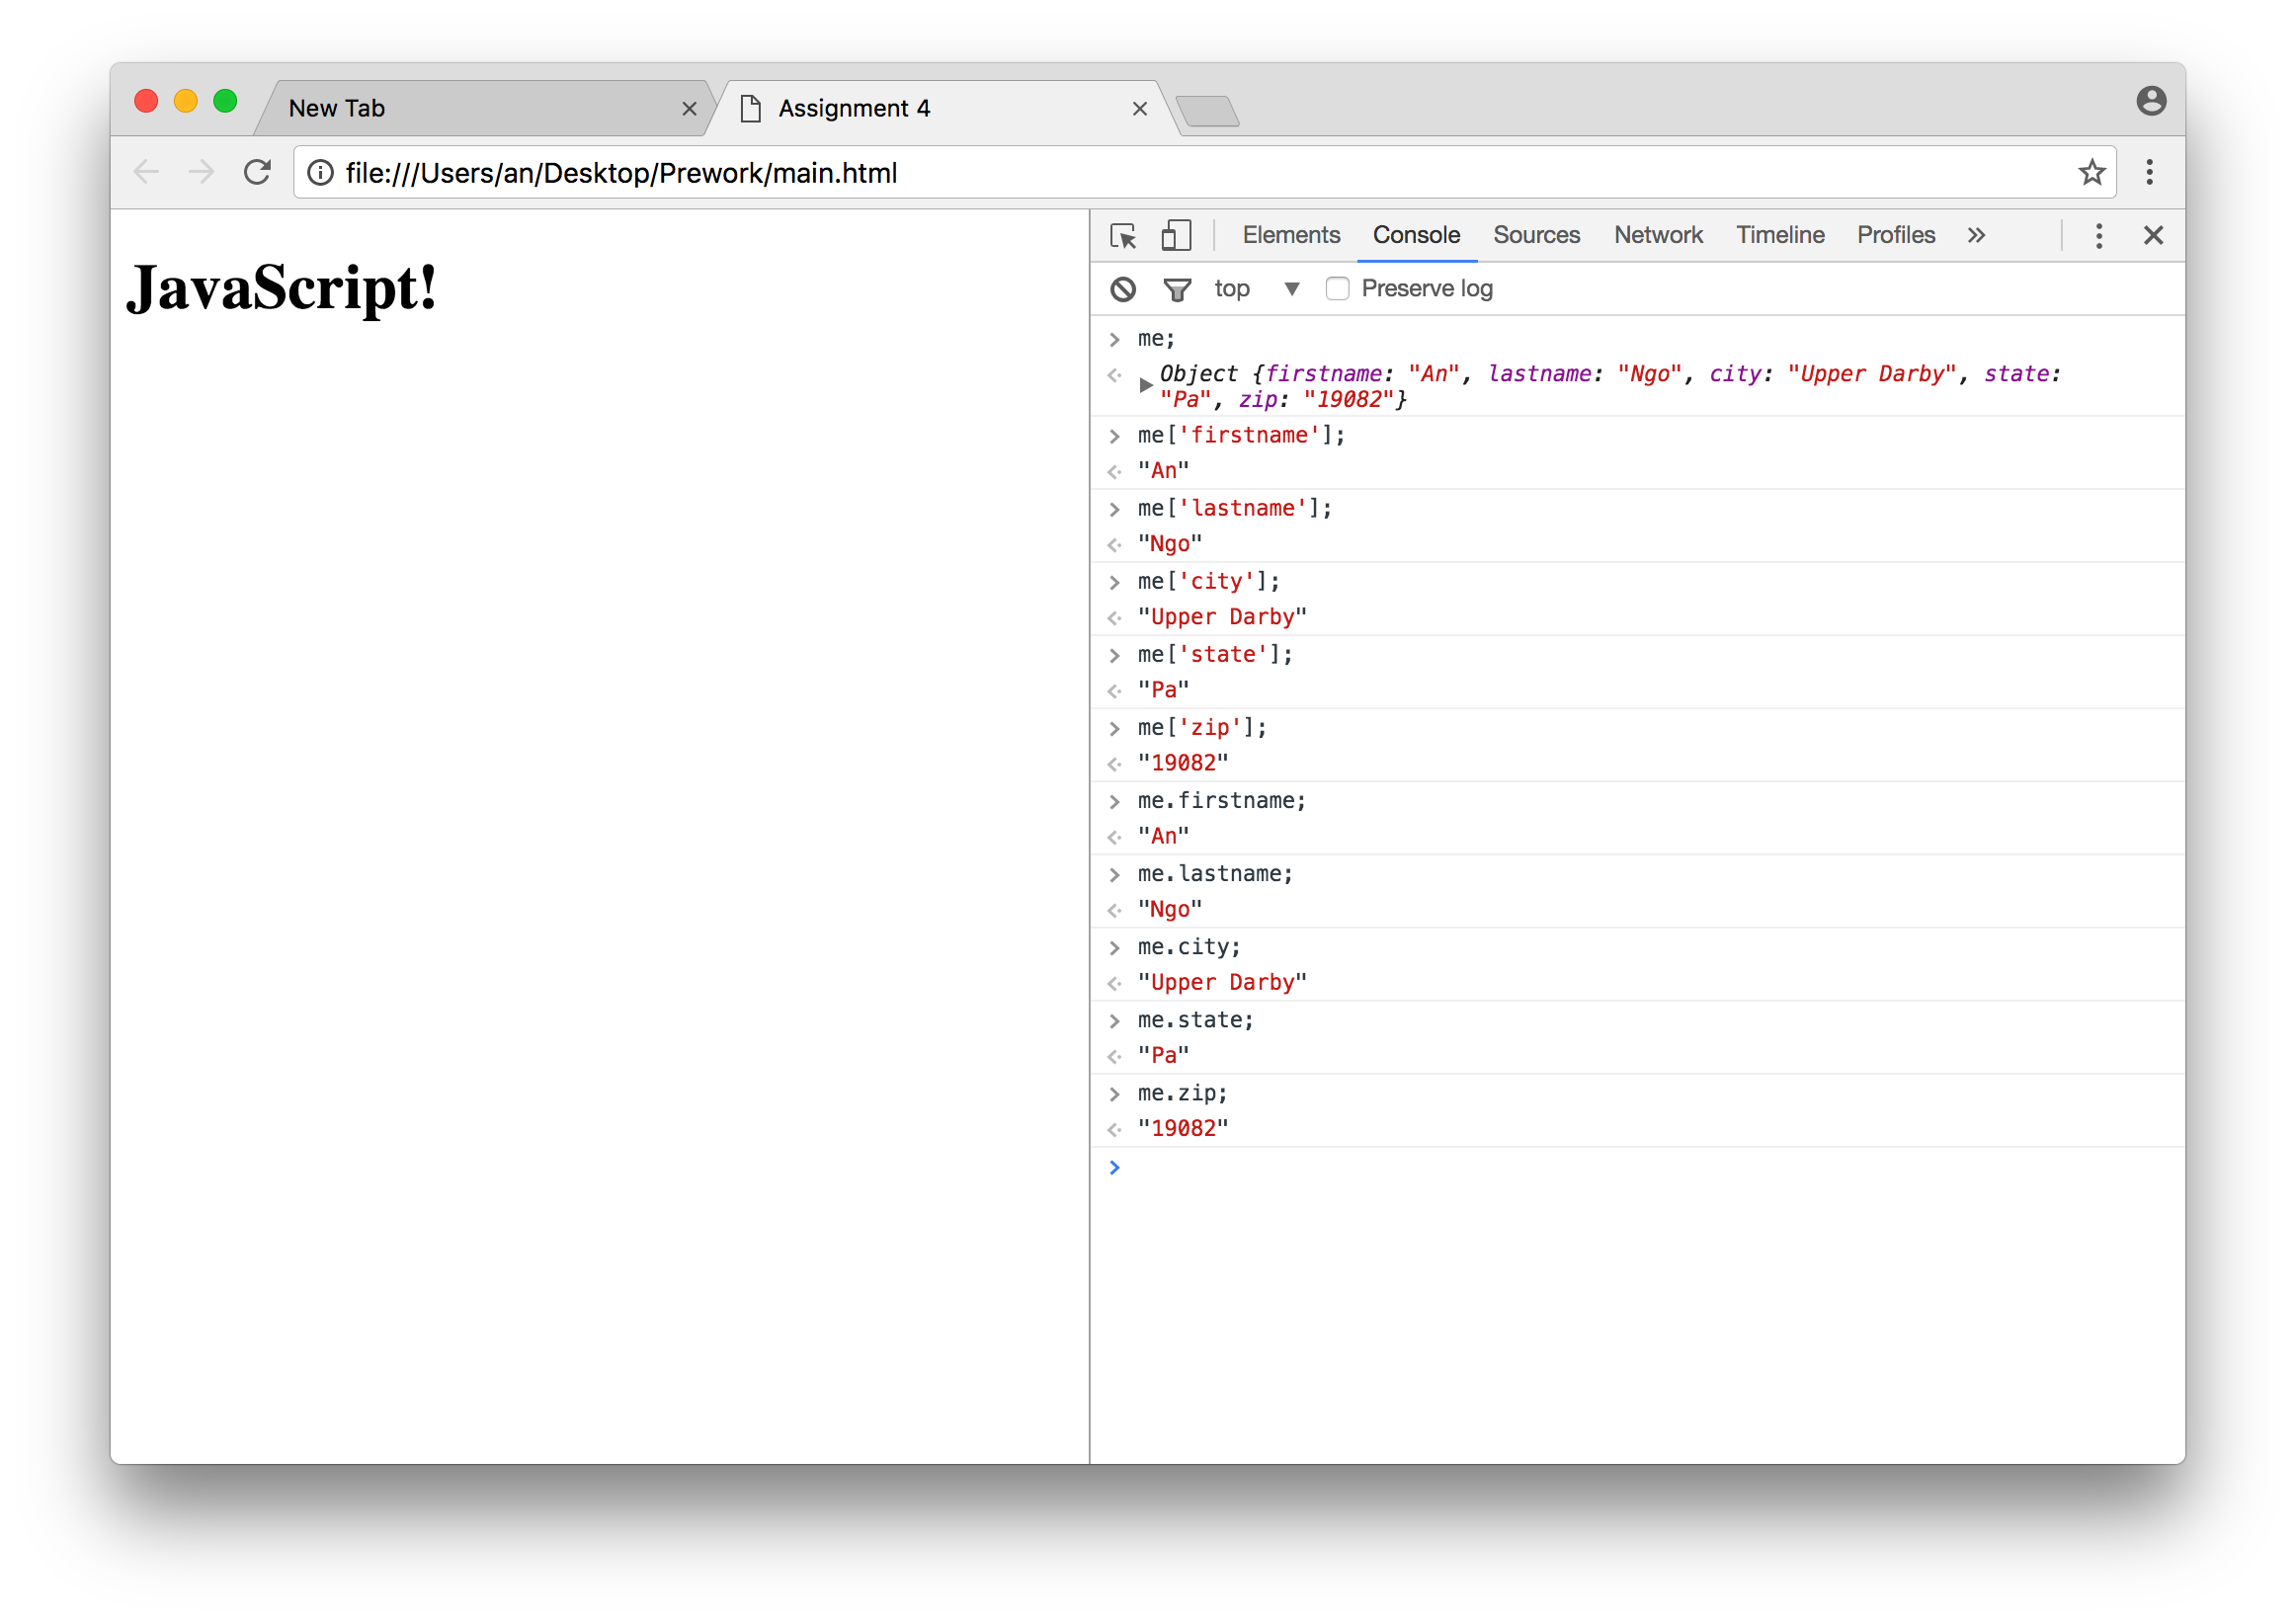 New Tab
Assignment 4
file:///Users/an/Desktop/Prework/main.html
JavaScript!
Elements Console Sources Network Timeline Profiles
top Preserve log
me;
Object {firstname: "An", lastname: "Ngo", city: "Upper Darby", state:
"Pa", zip: "19082"}
me['firstname'];
"An"
me['lastname'];
"Ngo"
me['city'];
"Upper Darby"
me['state'];
"Pa"
me['zip'];
"19082"
me.firstname;
"An"
me.lastname;
"Ngo"
me.city;
"Upper Darby"
me.state;
"Pa"
me.zip;
"19082"